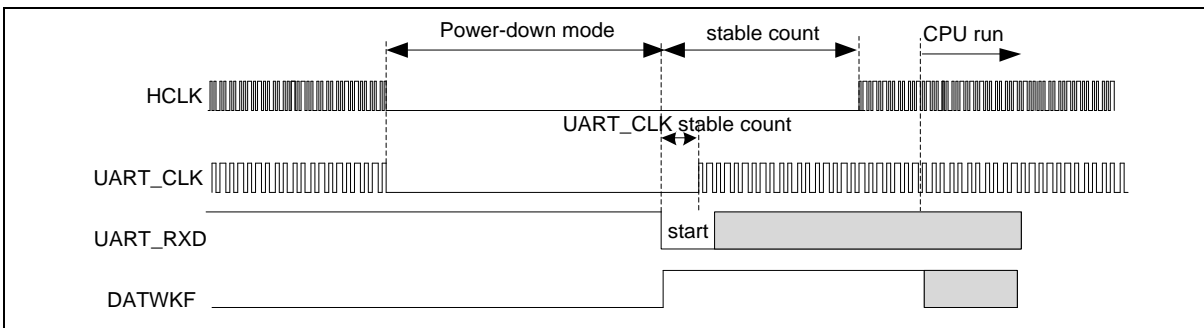 Power-down mode stable count CPU run
HCLK
UART_CLK stable count
UART_CLK
UART_RXD start
DATWKF